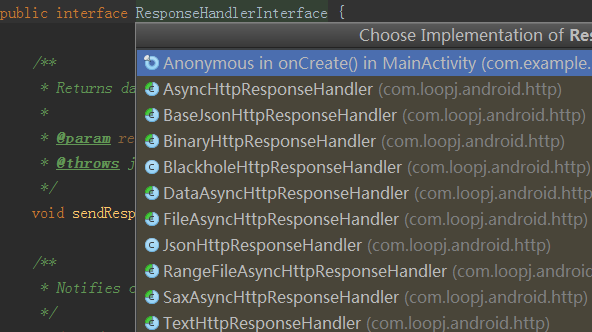 public interface ResponseHandlerInterface {
Choose Implementation of Res
/**
Anonymous in onCreate() in MainActivity (com.example.
* Returns da
AsyncHttpResponseHandler (com.loopj.android.http)
*
BaseJsonHttpResponseHandler (com.loopj.android.http)
* @param re
BinaryHttpResponseHandler (com.loopj.android.http)
* @throws j
BlackholeHttpResponseHandler (com.loopj.android.http)
*/
DataAsyncHttpResponseHandler (com.loopj.android.http
void sendResp
FileAsyncHttpResponseHandler (com.loopj.android.http)
JsonHttpResponseHandler (com.loopj.android.http)
/**
RangeFileAsyncHttpResponseHandler (com.loopj.android
* Notifies c
SaxAsyncHttpResponseHandler (com.loopj.android.http)
*/
TextHttpResponseHandler (com.loopj.android.http)